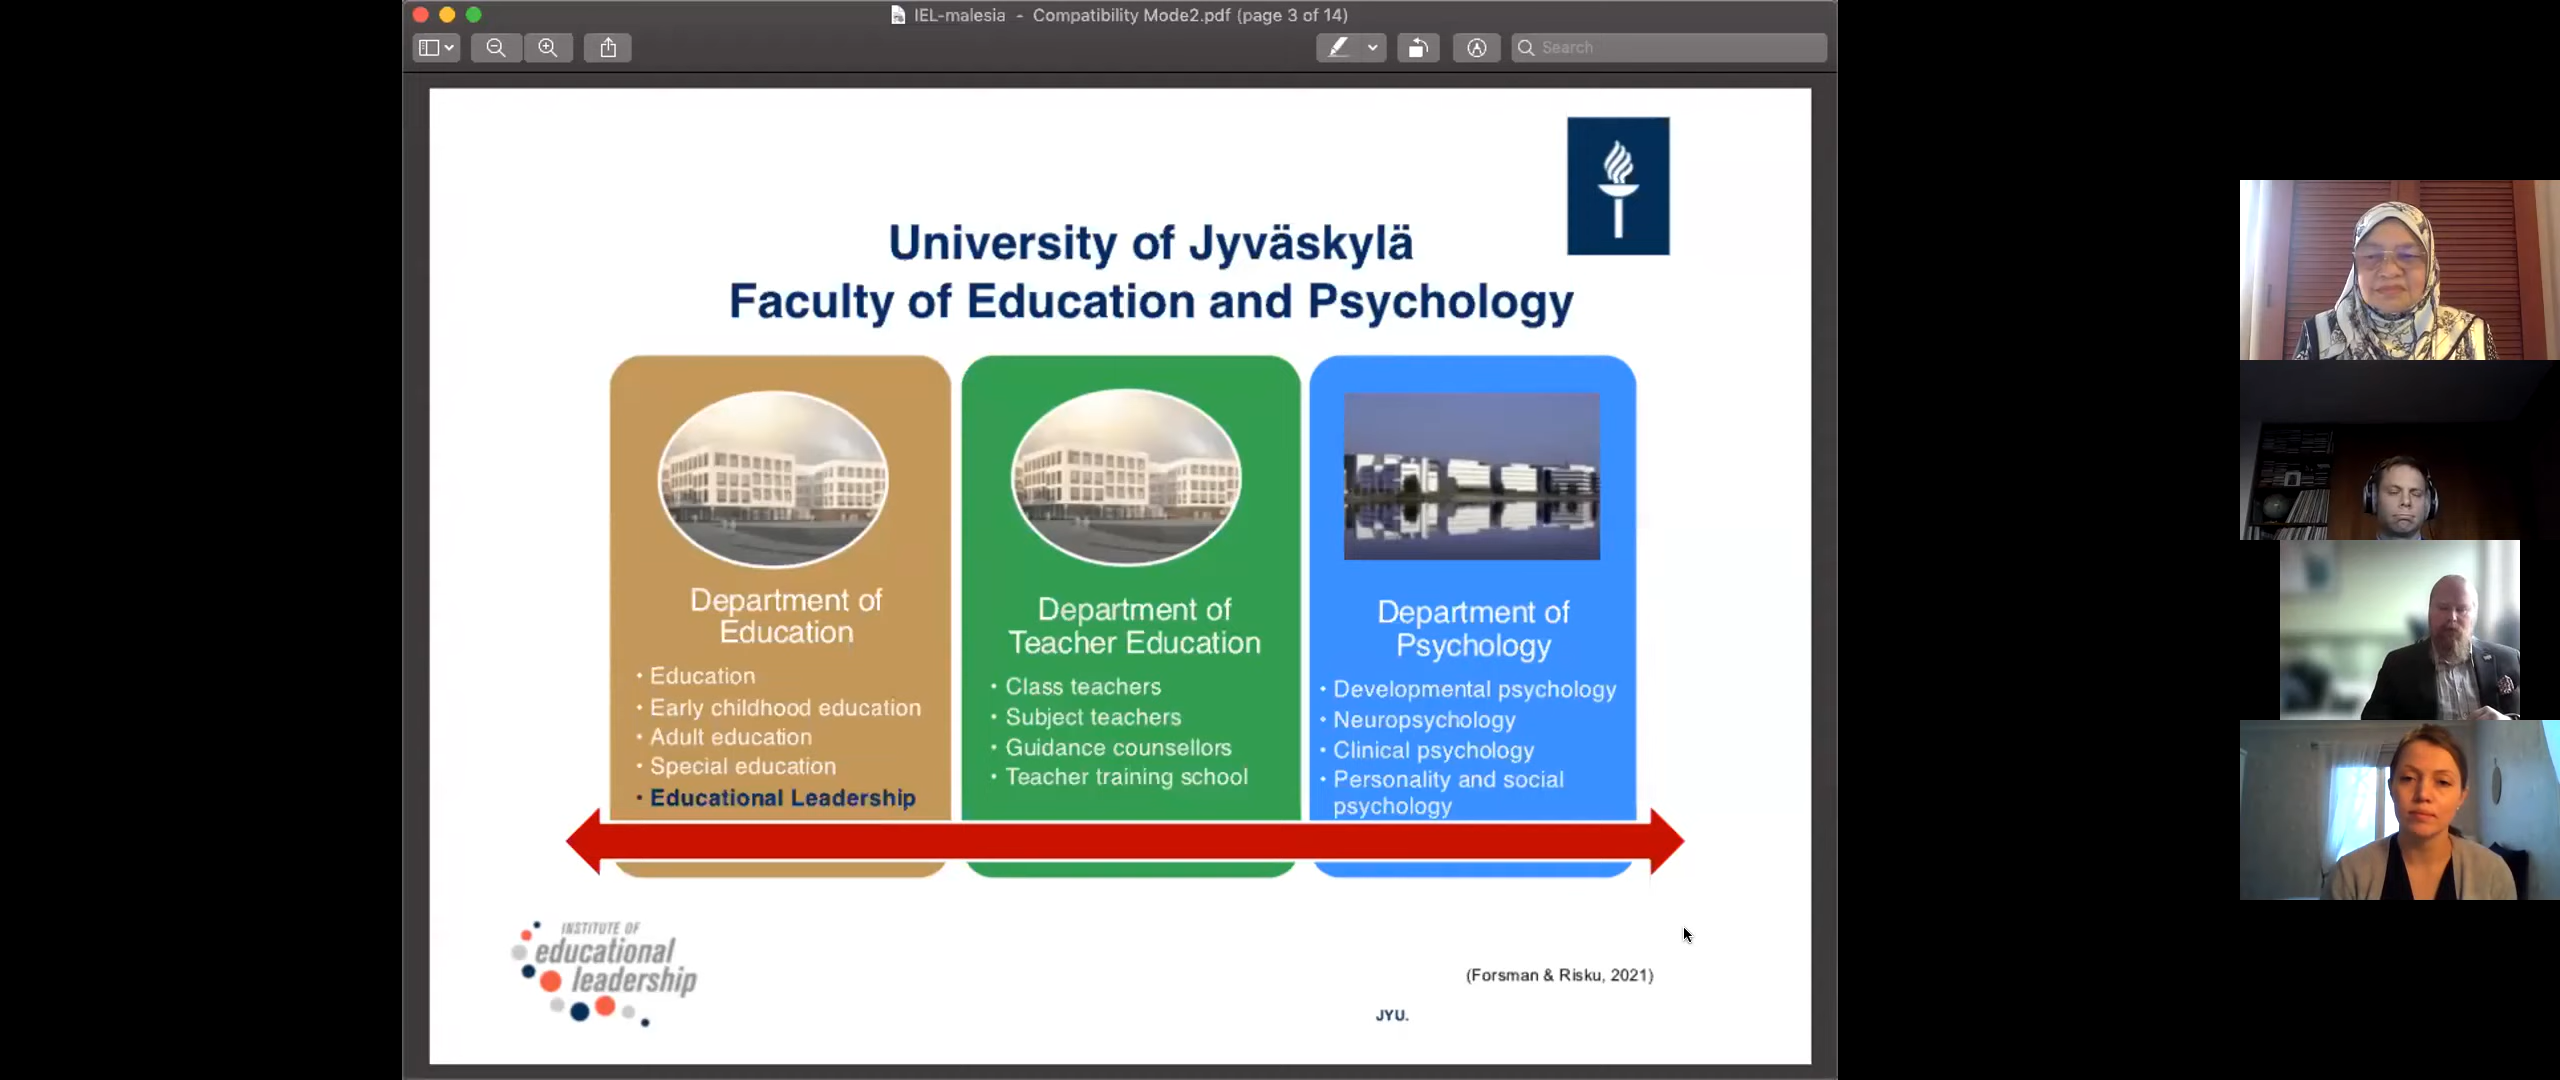 IEL-malesia - Compatibility Mode2.pdf (page 3 of 14)
Search
University of Jyväskylä
Faculty of Education and Psychology
Department of
Education
• Education
• Early childhood education
• Adult education
• Special education
• Educational Leadership
Department of
Teacher Education
• Class teachers
• Subject teachers
• Guidance counsellors
• Teacher training school
Department of
Psychology
• Developmental psychology
• Neuropsychology
• Clinical psychology
• Personality and social
psychology
INSTITUTE OF
educational
leadership
(Forsman & Risku, 2021)
JYU.